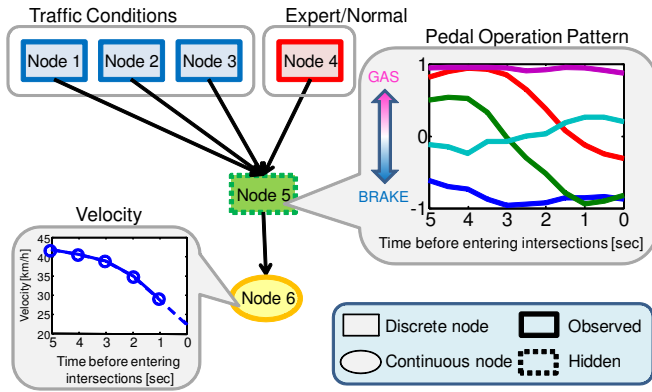 Traffic Conditions
Expert/Normal
Node 1
Node 2
Node 3
Node 4
Pedal Operation Pattern
1
GAS
0
BRAKE
-1
5 4 3 2 1 0
Time before entering intersections [sec]
Node 5
Velocity
45
40
35
30
25
20
Velocity[km/h]
5 4 3 2 1 0
Time before entering
intersections [sec]
Node 6
Discrete node
Observed
Continuous node
Hidden